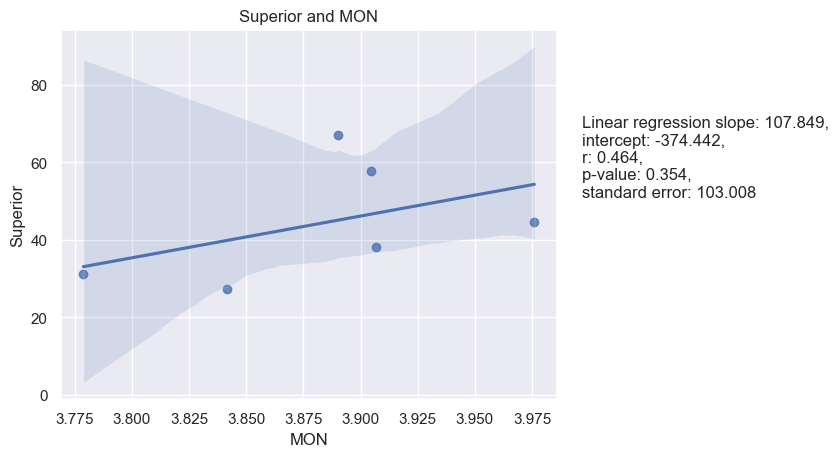 Superior and MON
80
60
40
20
0
Superior
3.775 3.800 3.825 3.850 3.875 3.900 3.925 3.950 3.975
MON
Linear regression slope: 107.849,
intercept: -374.442,
r: 0.464,
p-value: 0.354,
standard error: 103.008